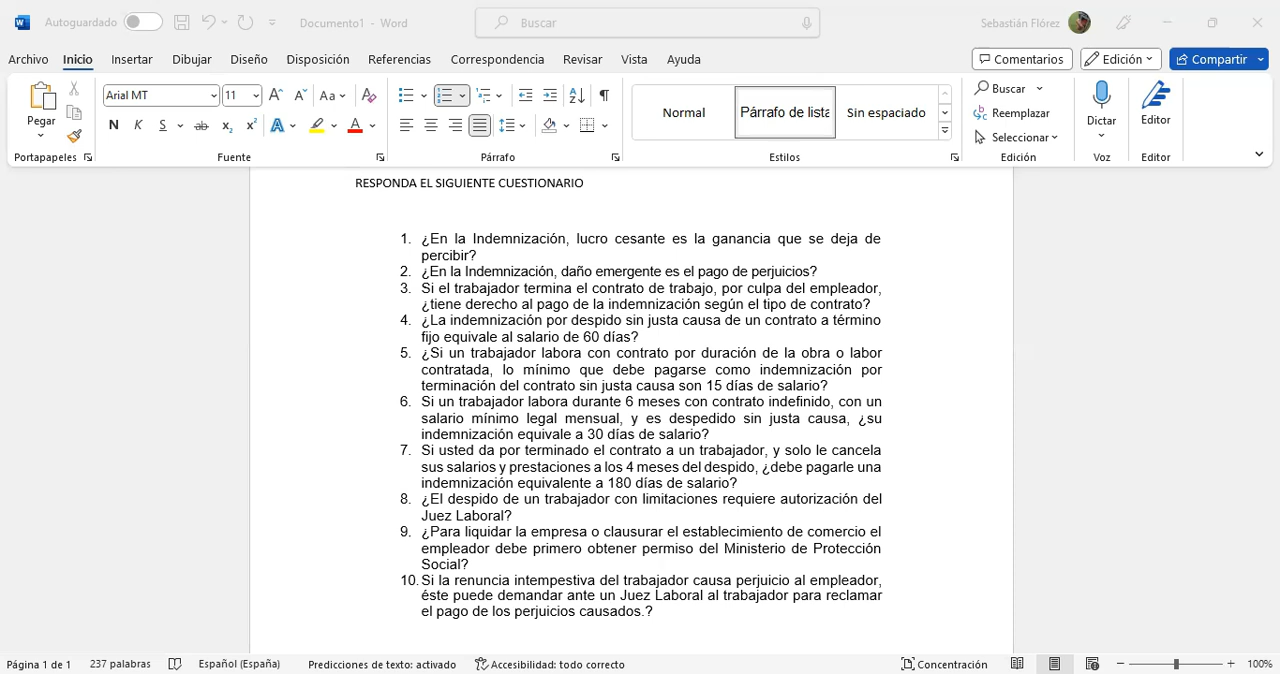 Autoguardado
Documento1 - Word
Buscar
Sebastián Flórez
Archivo Inicio Insertar Dibujar Diseño Disposición Referencias Correspondencia Revisar Vista Ayuda
Comentarios Edición Compartir
Pegar
Portapapeles
Arial MT 11
Aa
N K S ab x₂ x² A A
Fuente
Párrafo
Normal Párrafo de lista Sin espaciado
Estilos
Buscar
Reemplazar
Seleccionar
Edición
Dictar
Voz
Editor
Editor
RESPONDA EL SIGUIENTE CUESTIONARIO
1. ¿En la Indemnización, lucro cesante es la ganancia que se deja de
percibir?
2. ¿En la Indemnización, daño emergente es el pago de perjuicios?
3. Si el trabajador termina el contrato de trabajo, por culpa del empleador,
¿tiene derecho al pago de la indemnización según el tipo de contrato?
4. ¿La indemnización por despido sin justa causa de un contrato a término
fijo equivale al salario de 60 días?
5. ¿Si un trabajador labora con contrato por duración de la obra o labor
contratada, lo mínimo que debe pagarse como indemnización por
terminación del contrato sin justa causa son 15 días de salario?
6. Si un trabajador labora durante 6 meses con contrato indefinido, con un
salario mínimo legal mensual, y es despedido sin justa causa, ¿su
indemnización equivale a 30 días de salario?
7. Si usted da por terminado el contrato a un trabajador, y solo le cancela
sus salarios y prestaciones a los 4 meses del despido, ¿debe pagarle una
indemnización equivalente a 180 días de salario?
8. ¿El despido de un trabajador con limitaciones requiere autorización del
Juez Laboral?
9. ¿Para liquidar la empresa o clausurar el establecimiento de comercio el
empleador debe primero obtener permiso del Ministerio de Protección
Social?
10. Si la renuncia intempestiva del trabajador causa perjuicio al empleador,
éste puede demandar ante un Juez Laboral al trabajador para reclamar
el pago de los perjuicios causados.?
Página 1 de 1 237 palabras Español (España) Predicciones de texto: activado Accesibilidad: todo correcto Concentración 100%